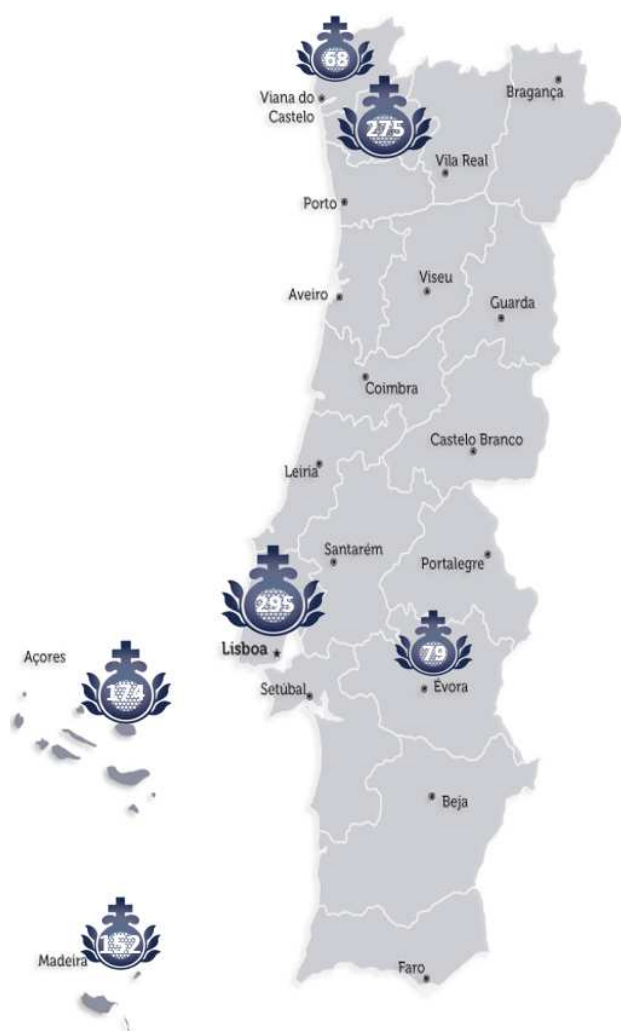 68
Viana do
Castelo
275
Bragança
Vila Real
Porto
Viseu
Aveiro
Guarda
Coimbra
Castelo Branco
Leiria
Santarém
Portalegre
295
Lisboa
79
Açores
174
Setúbal
Évora
Beja
152
Madeira
Faro